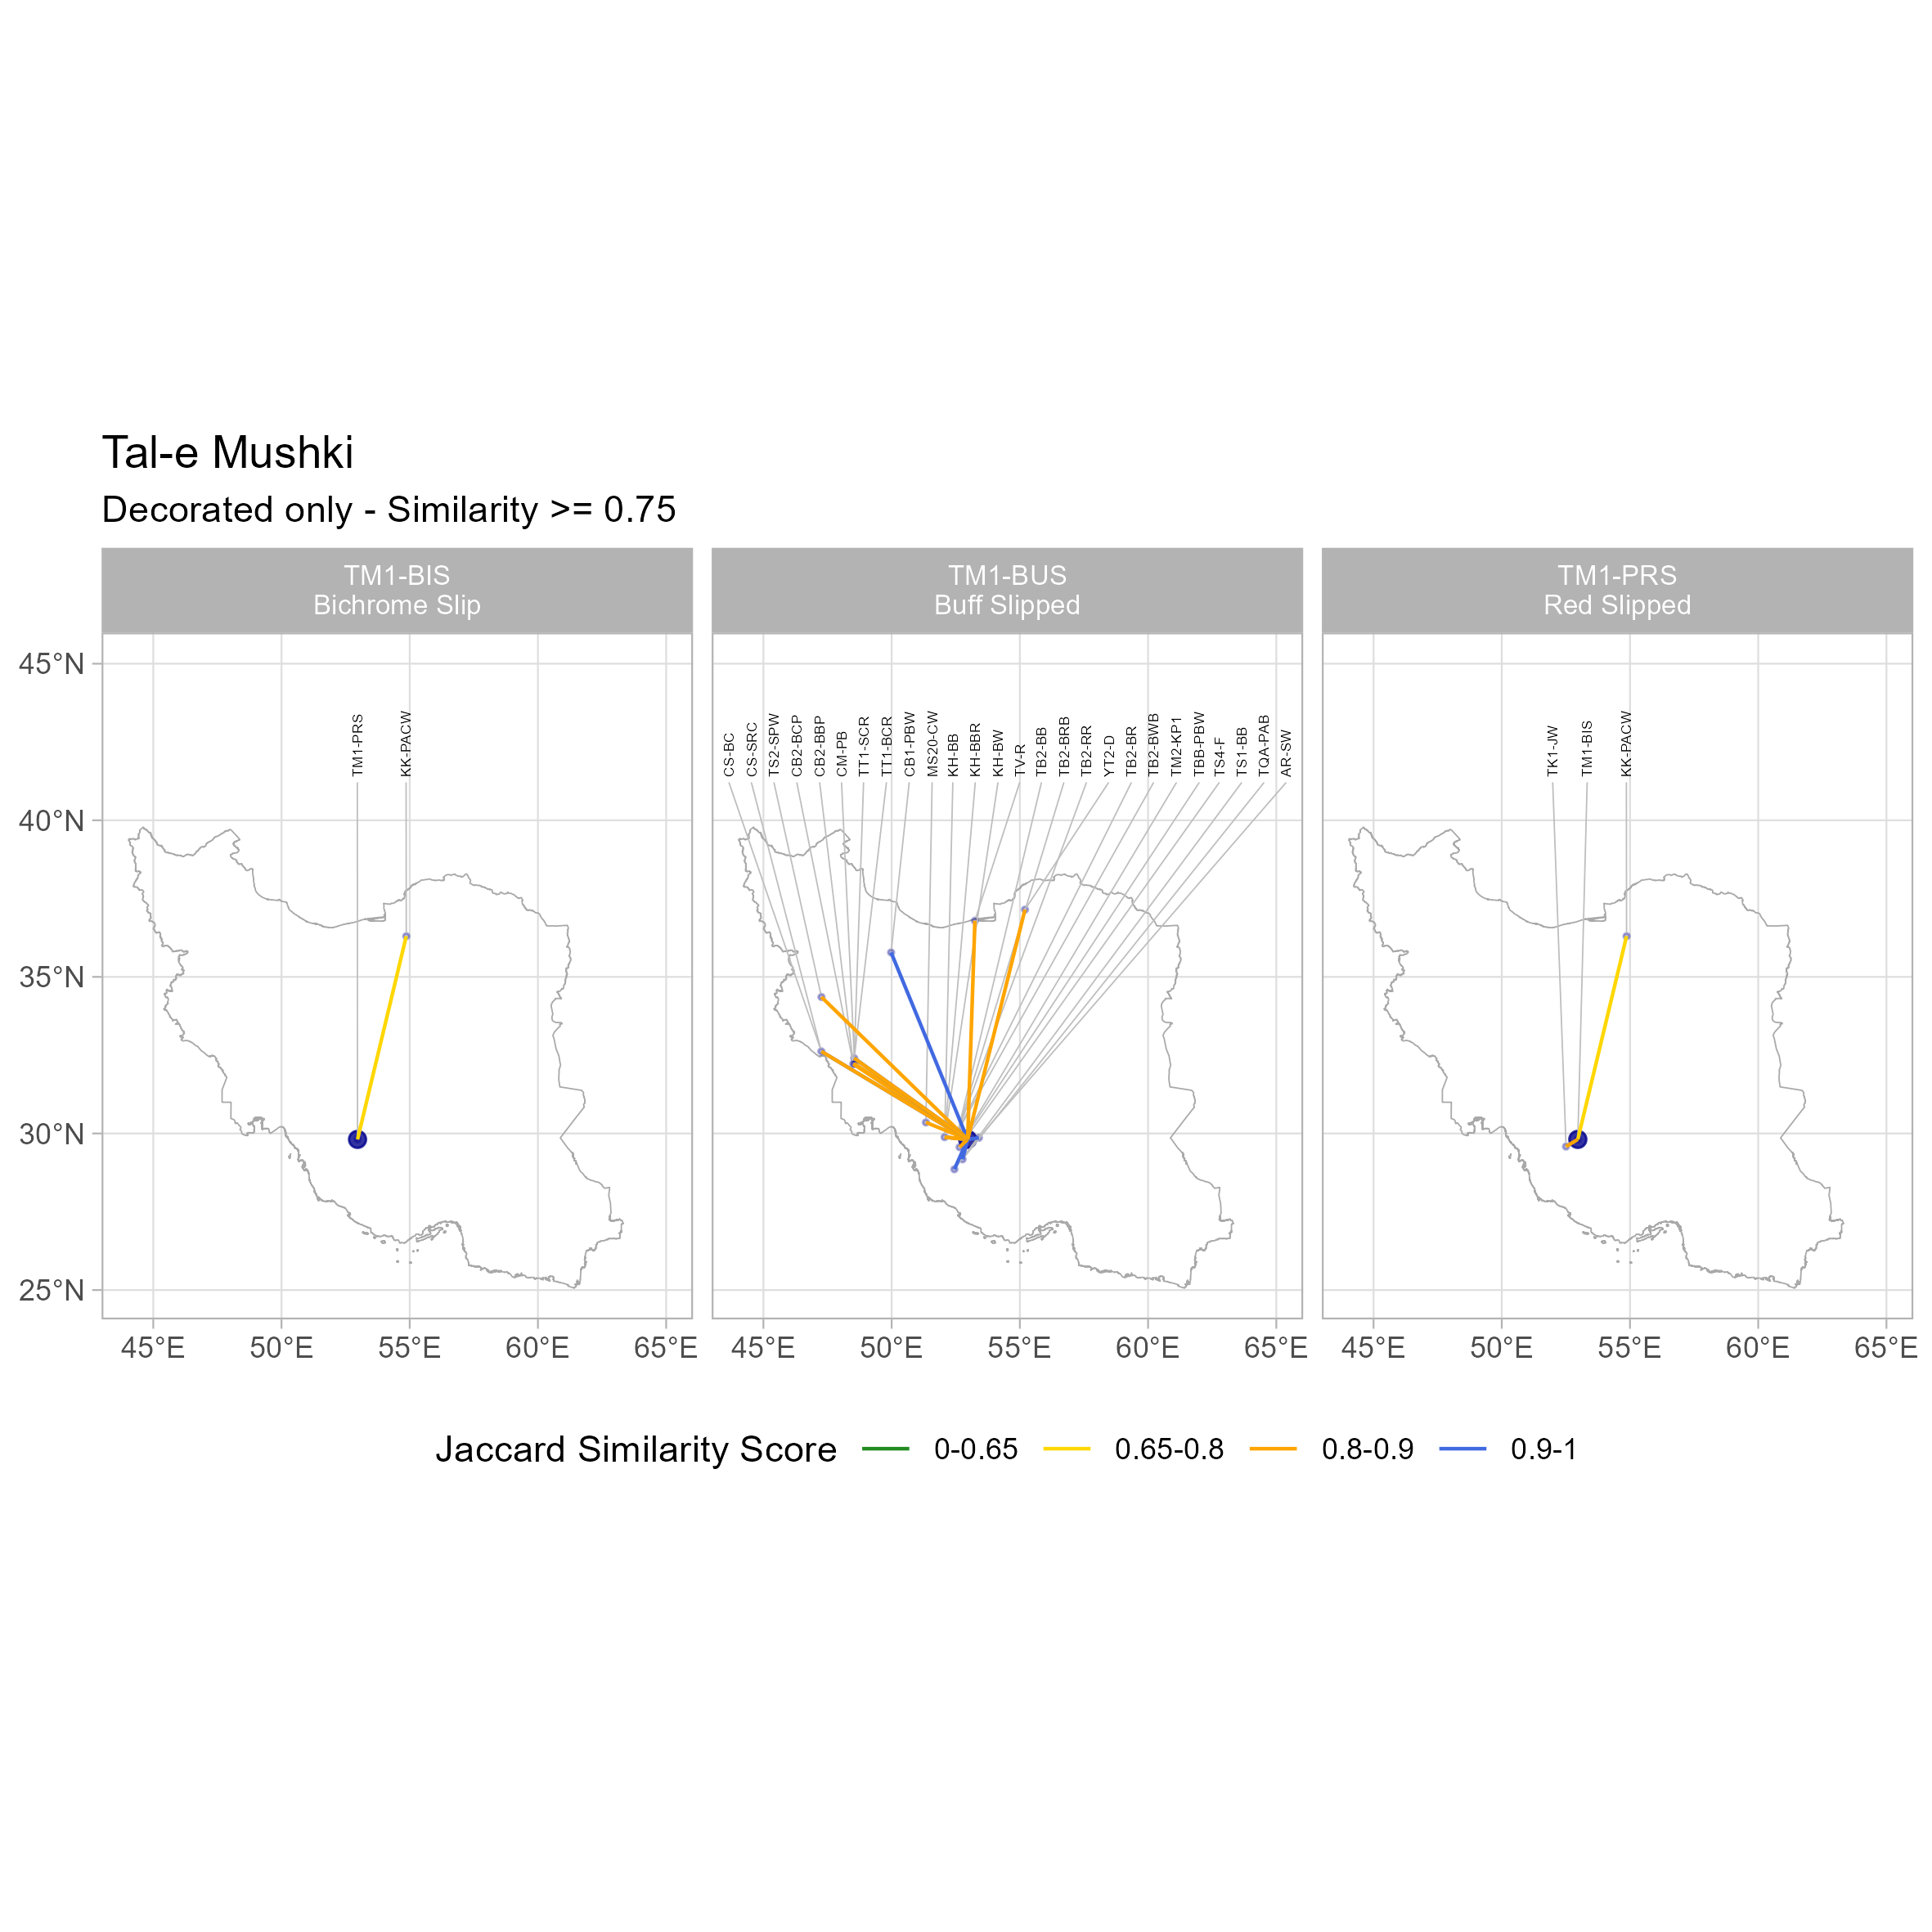 Tal-e Mushki
Decorated only - Similarity >= 0.75
TM1-BIS
Bichrome Slip
TM1-BUS
Buff Slipped
TM1-PRS
Red Slipped
45°N
40°N
35°N
30°N
25°N
TM1-PRS
KK-PACW
CS-BC
CS-SRC
TS2-SPW
CB2-BCP
CB2-BBP
CM-PB
TT1-SCR
TT1-BCR
CB1-PBW
MS20-CW
KH-BB
KH-BBR
KH-BW
TV-R
TB2-BB
TB2-BRB
TB2-RR
YT2-D
TB2-BR
TB2-BWB
TM2-KP1
TBB-PBW
TS4-F
TS1-BB
TQA-PAB
AR-SW
TK1-JW
TM1-BIS
KK-PACW
45°E 50°E 55°E 60°E 65°E
45°E 50°E 55°E 60°E 65°E
45°E 50°E 55°E 60°E 65°E
Jaccard Similarity Score 0-0.65 0.65-0.8 0.8-0.9 0.9-1